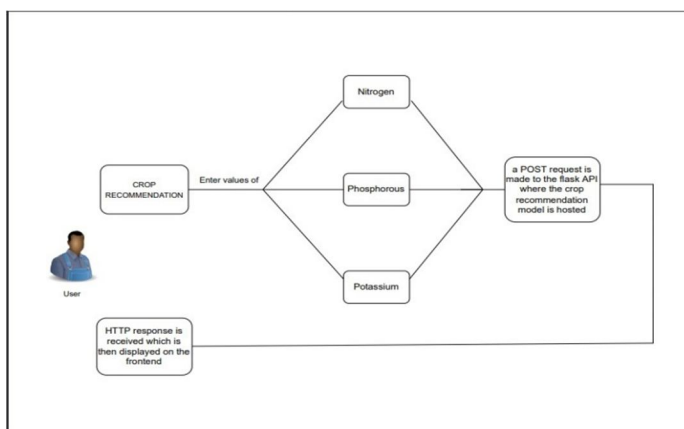 Nitrogen
CROP
RECOMMENDATION
Enter values of
Phosphorous
a POST request is
made to the flask API
where the crop
recommendation
model is hosted
Potassium
User
HTTP response is
received which is
then displayed on the
frontend